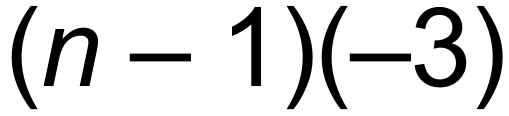 (n – 1)(–3)